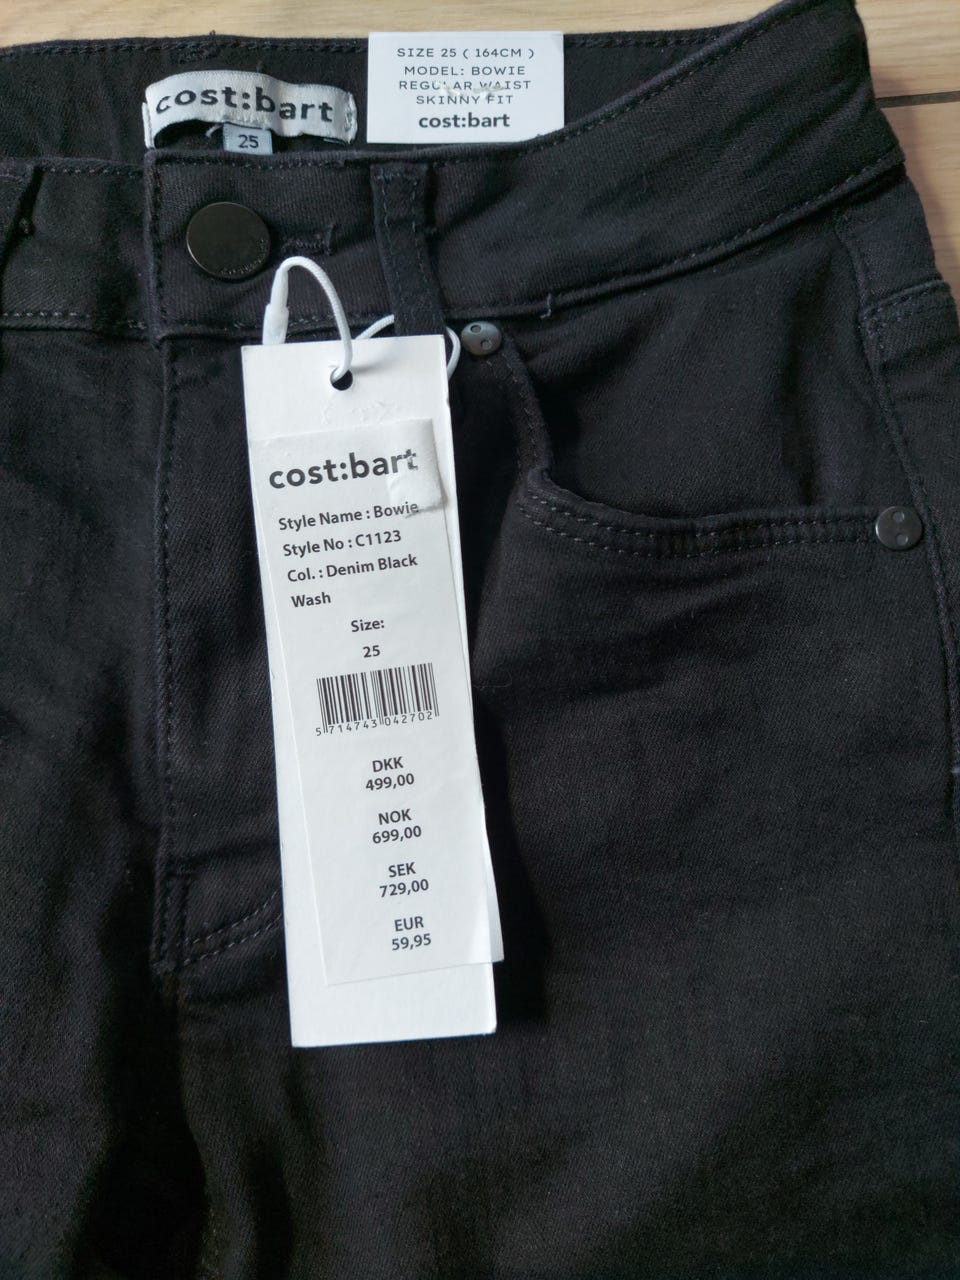 cost:bart
25
SIZE 25 ( 164CM )
MODEL: BOWIE
REGULAR WAIST
SKINNY FIT
cost:bart
cost:bart
Style Name : Bowie
Style No : C1123
Col. : Denim Black
Wash
Size:
25
5 714743 042702
DKK
499,00
NOK
699,00
SEK
729,00
EUR
59,95